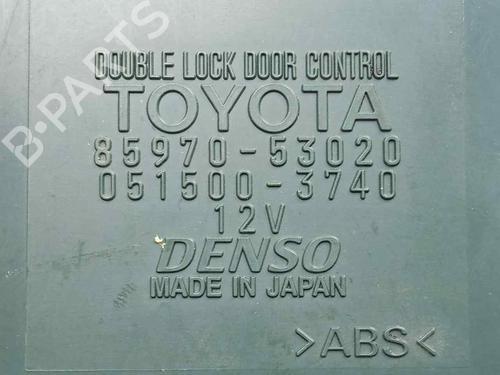 B-PARTS
DOUBLE LOCK DOOR CONTROL
TOYOTA
85970-53020
051500-3740
12V
DENSO
MADE IN JAPAN
>ABS<